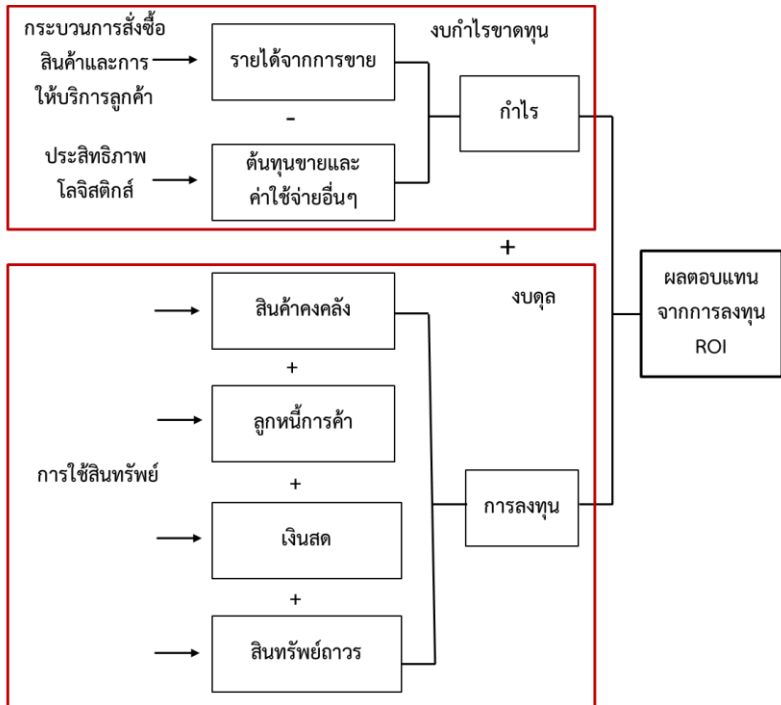 กระบวนการสั่งซื้อ
สินค้าและการ
ให้บริการลูกค้า
รายได้จากการขาย
งบกำไรขาดทุน
กำไร
-
ประสิทธิภาพ
โลจิสติกส์
ต้นทุนขายและ
ค่าใช้จ่ายอื่นๆ
+
ผลตอบแทน
จากการลงทุน
ROI
งบดุล
สินค้าคงคลัง
+
ลูกหนี้การค้า
การใช้สินทรัพย์
+
การลงทุน
เงินสด
+
สินทรัพย์ถาวร